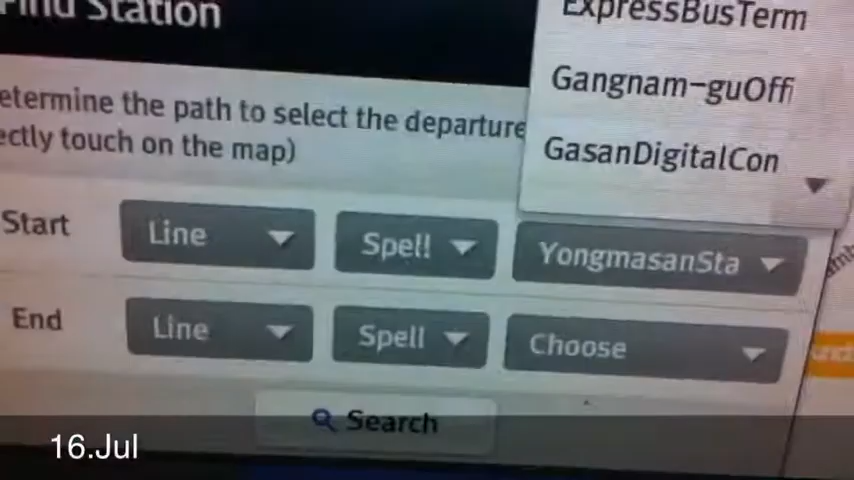 Find Station
ExpressBusTerm
Gangnam-guOffi
GasanDigitalCon
etermine the path to select the departure
ectly touch on the map)
Start
Line
Spell
YongmasanSta
End
Line
Spell
Choose
Search
16.Jul